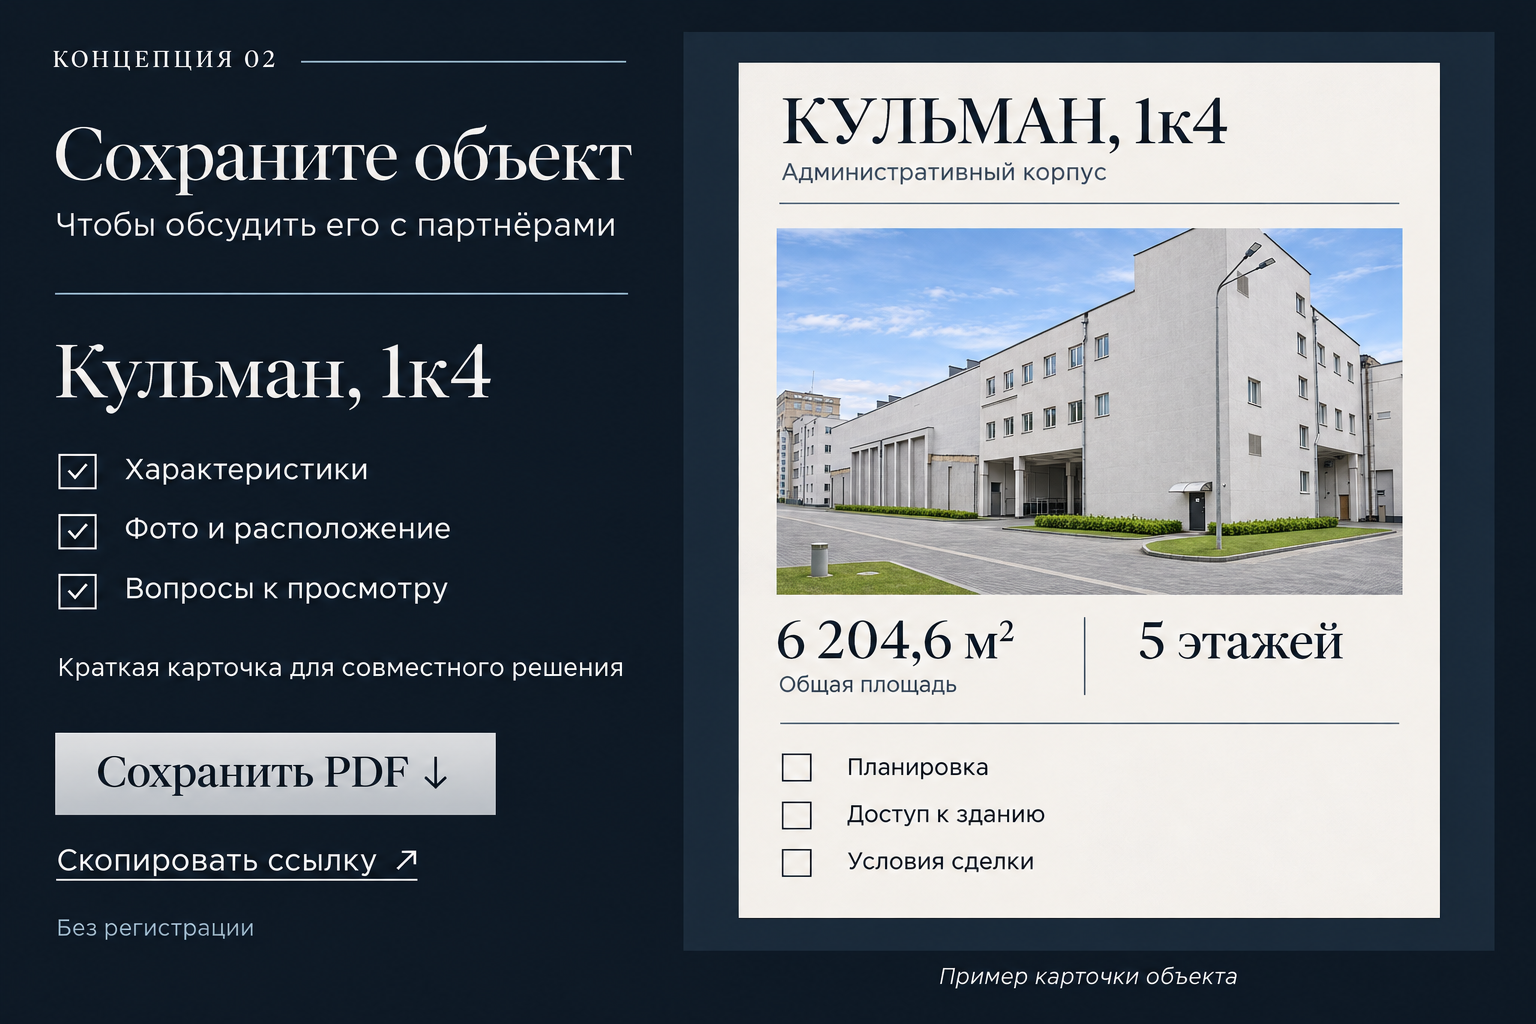 КОНЦЕПЦИЯ 02
Сохраните объект
Чтобы обсудить его с партнёрами
Кульман, 1к4
Характеристики
Фото и расположение
Вопросы к просмотру
Краткая карточка для совместного решения
Сохранить PDF ↓
Скопировать ссылку ↗
Без регистрации
КУЛЬМАН, 1к4
Административный корпус
6 204,6 м²
Общая площадь
5 этажей
Планировка
Доступ к зданию
Условия сделки
Пример карточки объекта